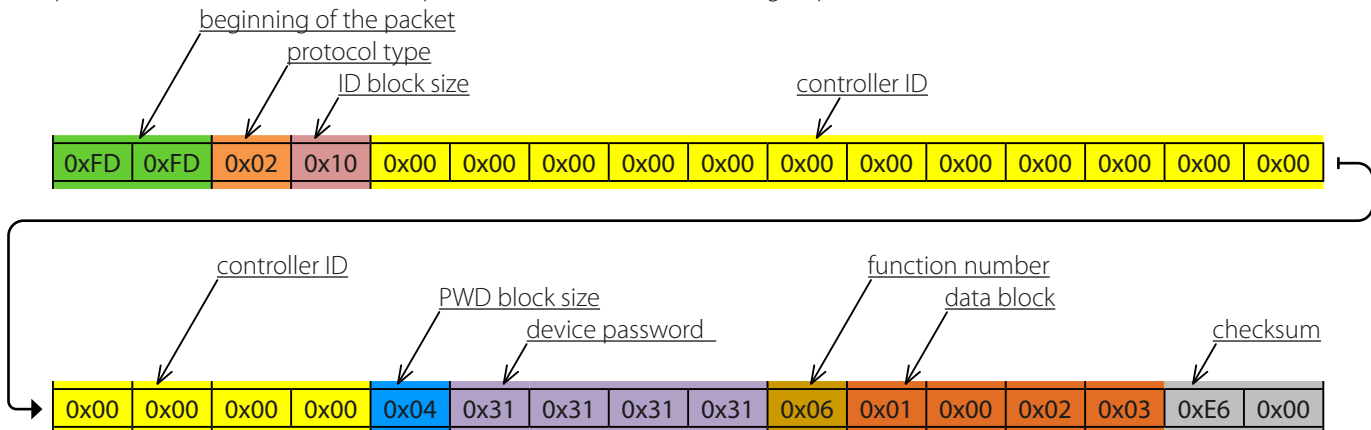 beginning of the packet
protocol type
ID block size
controller ID
0xFD 0xFD 0x02 0x10 0x00 0x00 0x00 0x00 0x00 0x00 0x00 0x00 0x00 0x00 0x00 0x00
controller ID
function number
PWD block size
data block
device password
checksum
0x00 0x00 0x00 0x00 0x04 0x31 0x31 0x31 0x31 0x06 0x01 0x00 0x02 0x03 0xE6 0x00